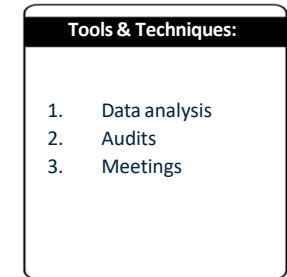 Tools & Techniques:
1. Data analysis
2. Audits
3. Meetings